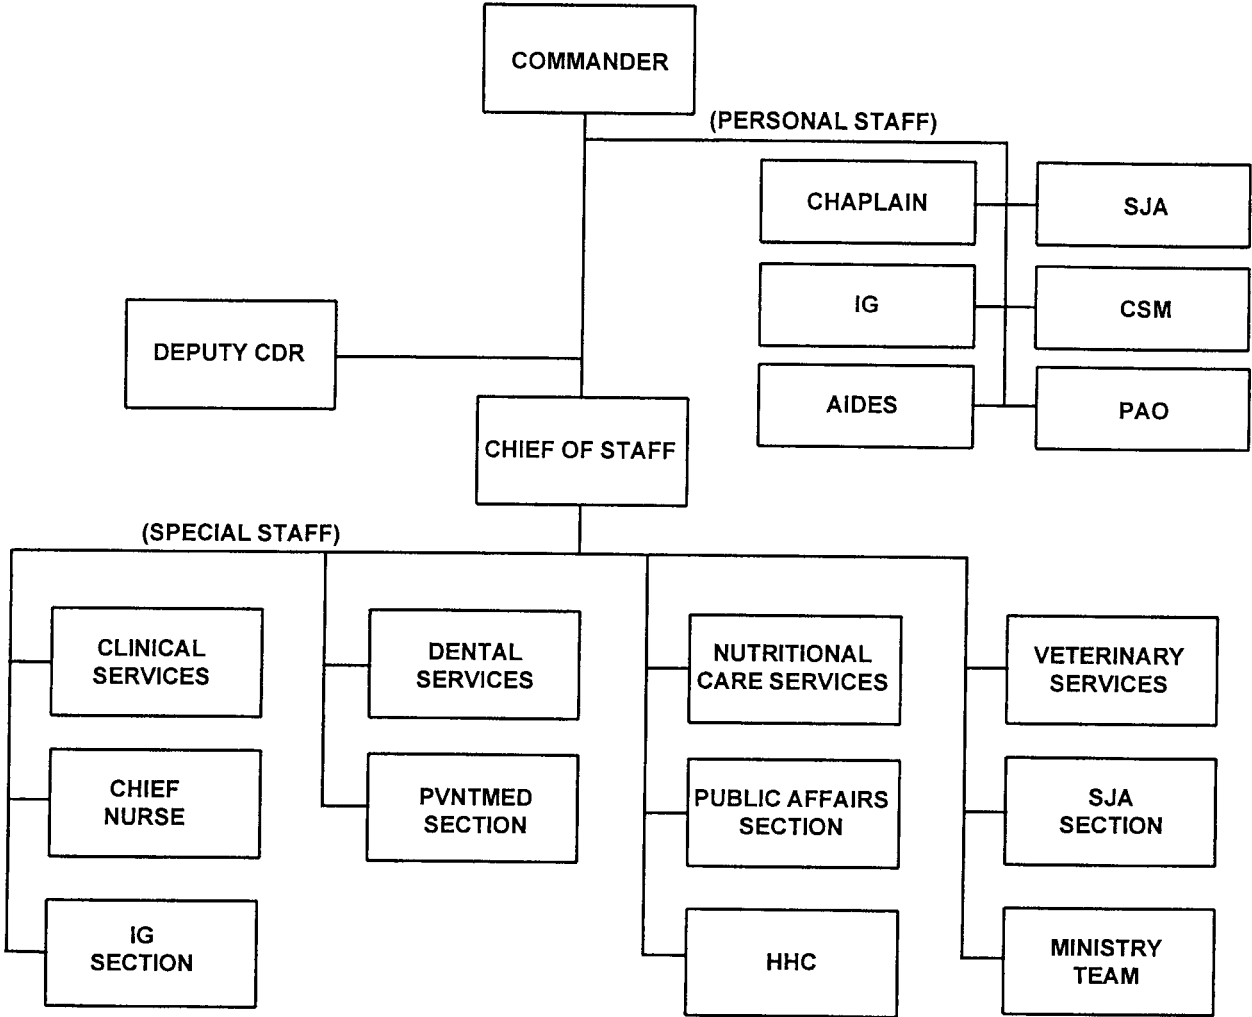 COMMANDER
(PERSONAL STAFF)
CHAPLAIN
SJA
IG
CSM
DEPUTY CDR
AIDES
PAO
CHIEF OF STAFF
(SPECIAL STAFF)
CLINICAL
SERVICES
DENTAL
SERVICES
NUTRITIONAL
CARE SERVICES
VETERINARY
SERVICES
CHIEF
NURSE
PVNTMED
SECTION
PUBLIC AFFAIRS
SECTION
SJA
SECTION
IG
SECTION
HHC
MINISTRY
TEAM